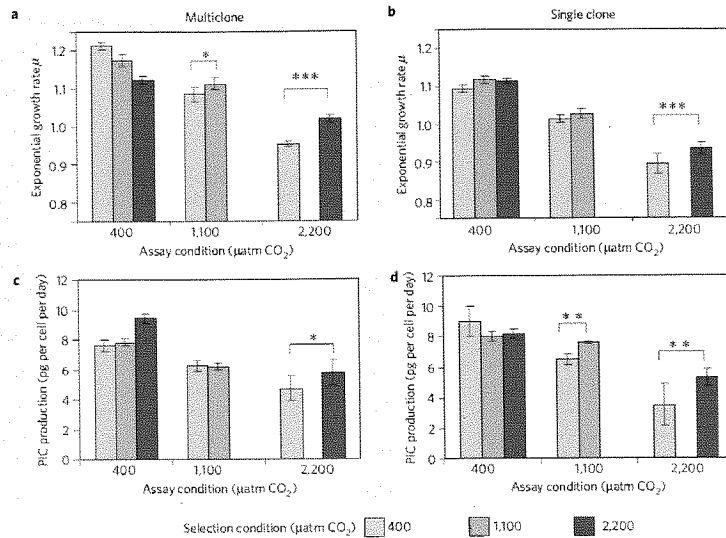 a Multiclone
1.2
1.1
1.0
0.9
0.8
Exponential growth rate μ
*
***
400 1,100 2,200
Assay condition (μatm CO₂)
b Single clone
1.2
1.1
1.0
0.9
0.8
Exponential growth rate μ
***
400 1,100 2,200
Assay condition (μatm CO₂)
c
12
10
8
6
4
2
0
PIC production (pg per cell per day)
*
400 1,100 2,200
Assay condition (μatm CO₂)
d
12
10
8
6
4
2
0
PIC production (pg per cell per day)
**
**
400 1,100 2,200
Assay condition (μatm CO₂)
Selection condition (μatm CO₂) 400 1,100 2,200